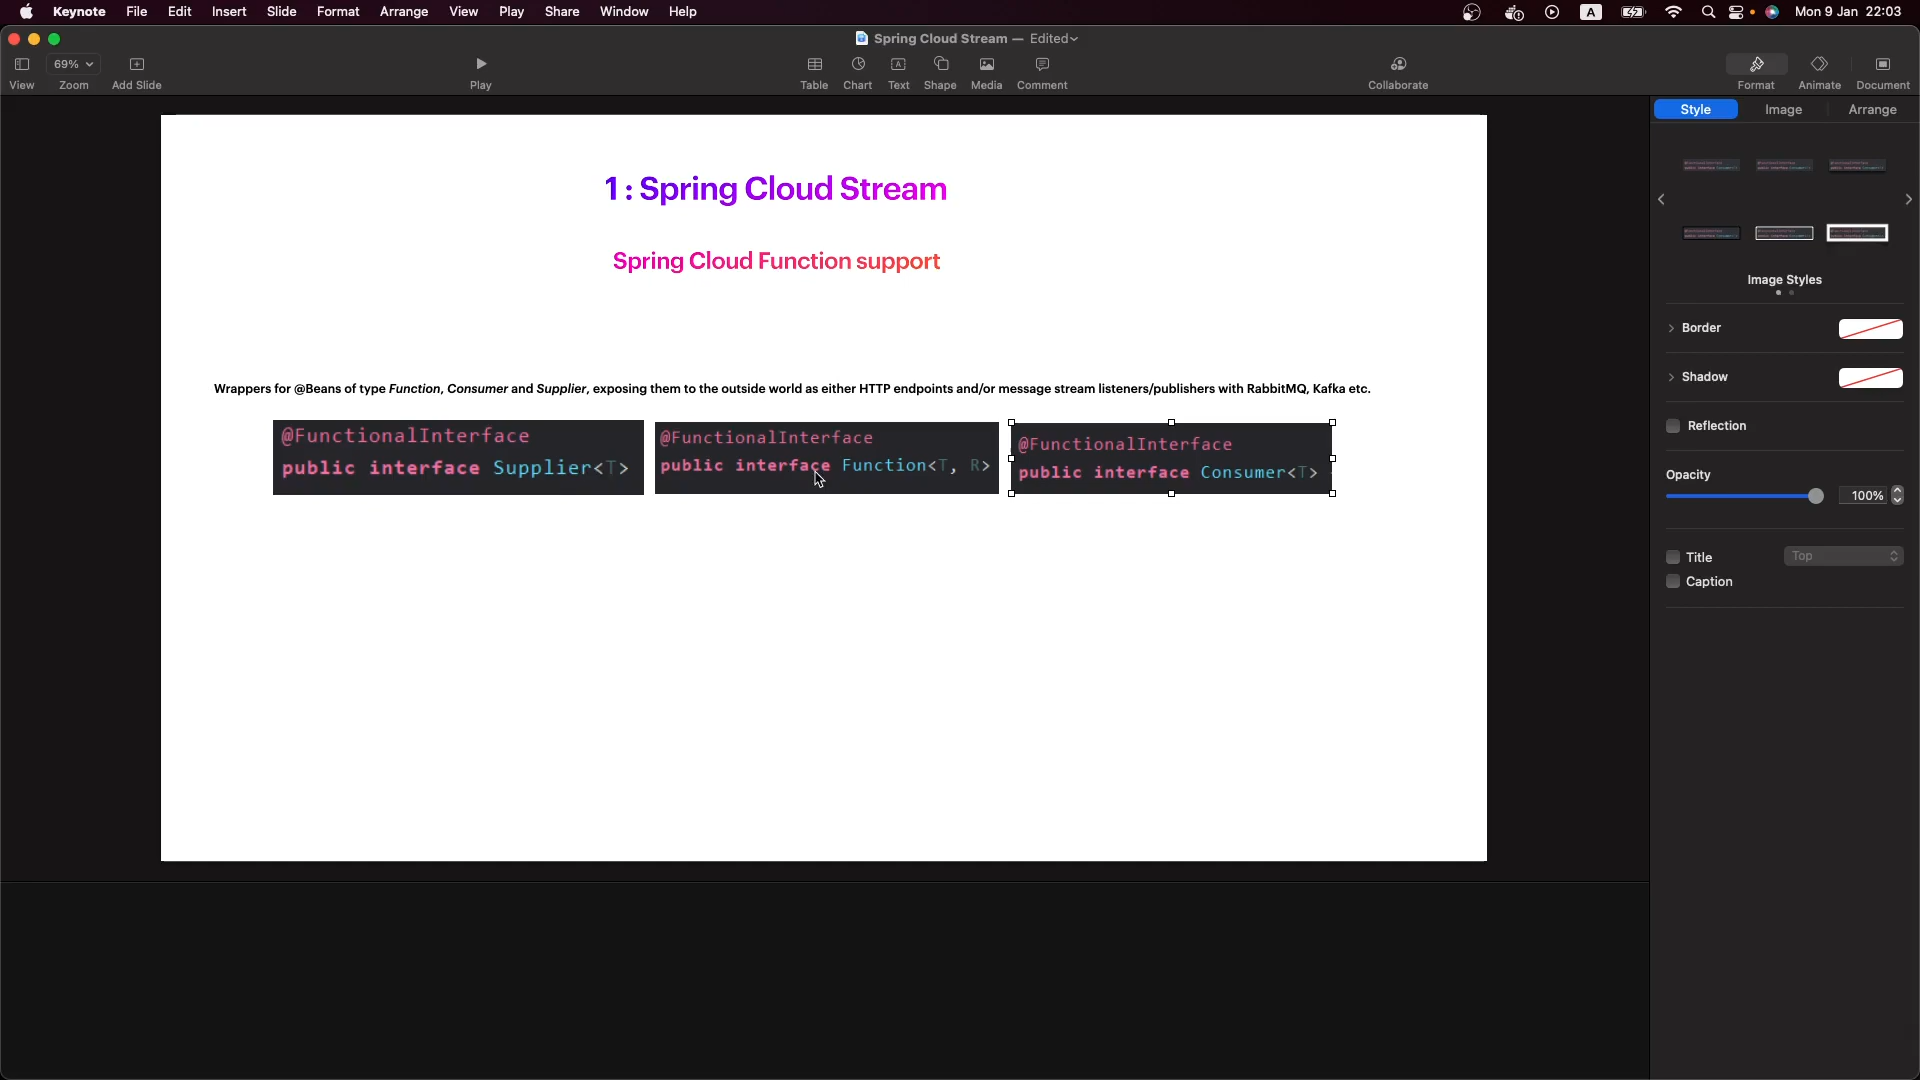 Keynote File Edit Insert Slide Format Arrange View Play Share Window Help A Mon 9 Jan 22:03
Spring Cloud Stream — Edited
69%
View Zoom Add Slide Play Table Chart Text Shape Media Comment Collaborate Format Animate Document
Style Image Arrange
1 : Spring Cloud Stream
Spring Cloud Function support
Wrappers for @Beans of type Function, Consumer and Supplier, exposing them to the outside world as either HTTP endpoints and/or message stream listeners/publishers with RabbitMQ, Kafka etc.
@FunctionalInterface
public interface Supplier<T>
@FunctionalInterface
public interface Function<T, R>
@FunctionalInterface
public interface Consumer<T>
Image Styles
Border
Shadow
Reflection
Opacity
100%
Title Top
Caption